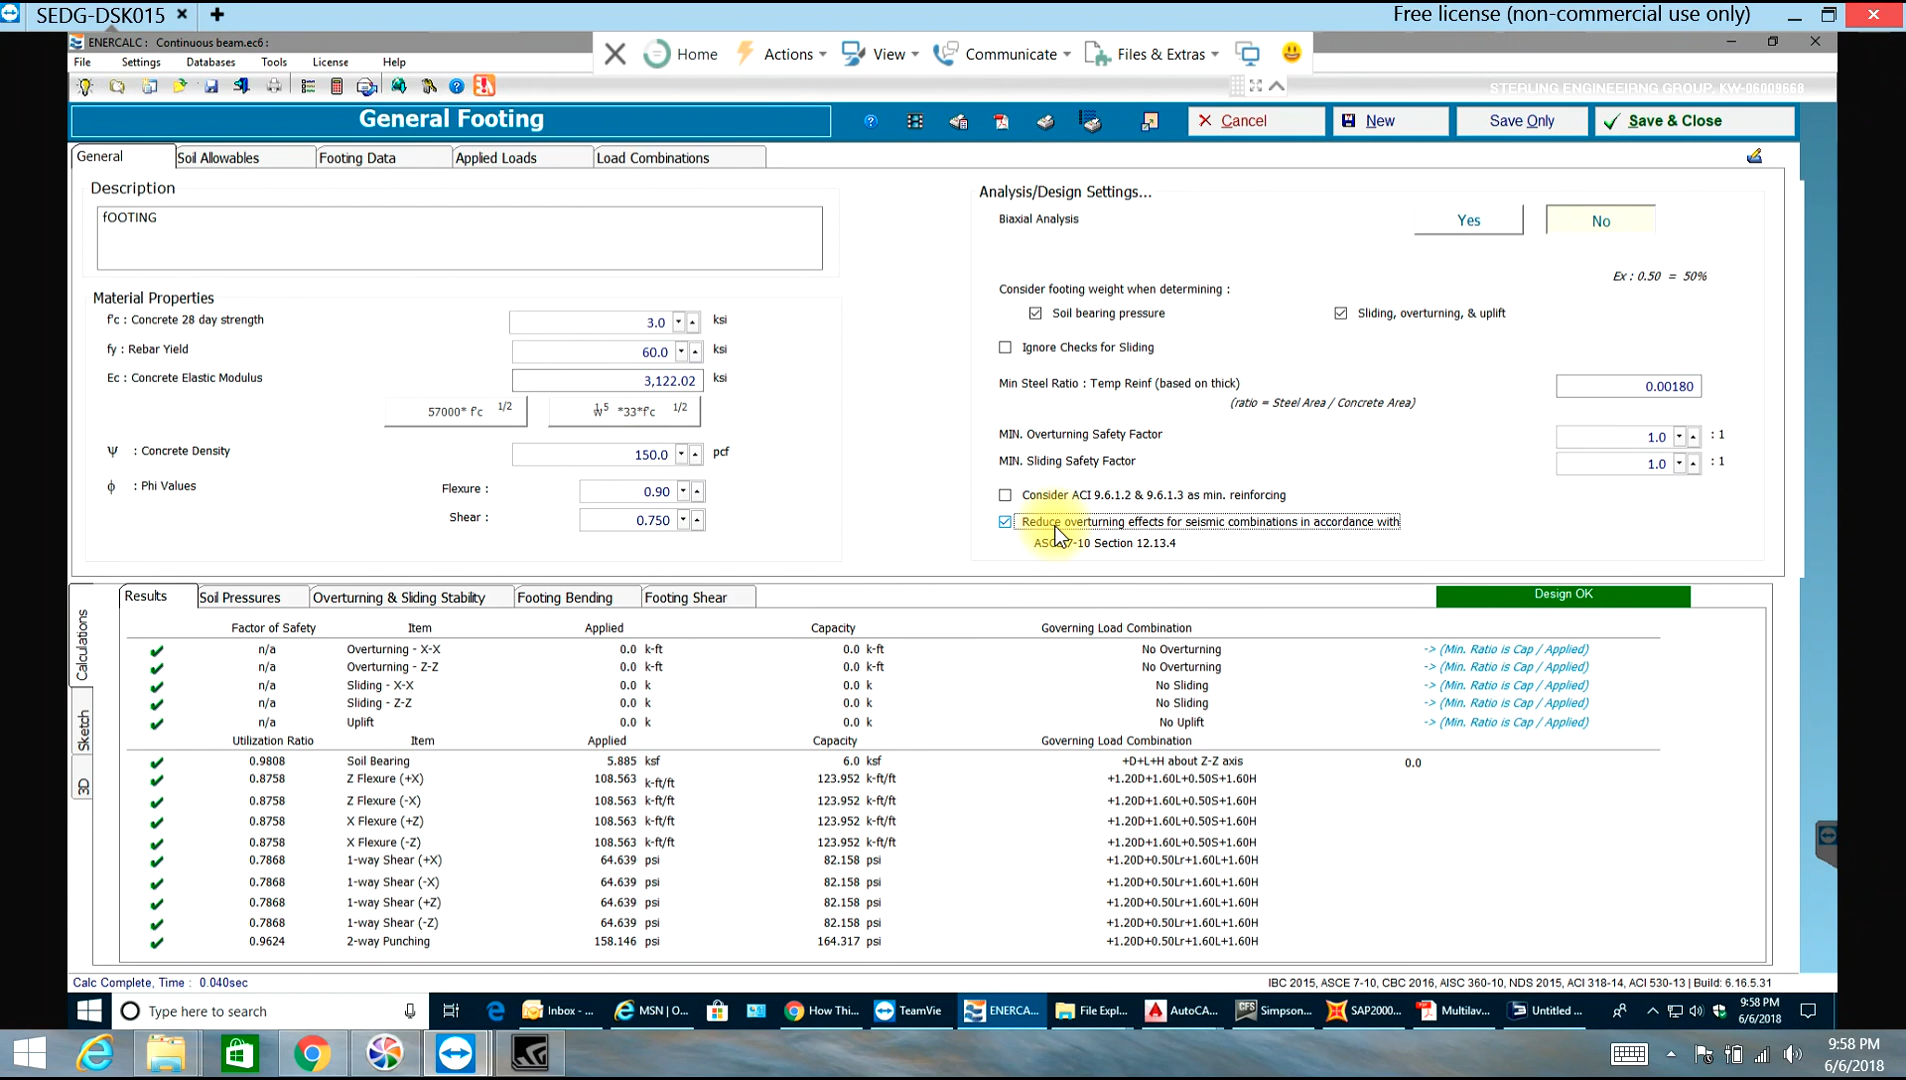 SEDG-DSK015
Free license (non-commercial use only)
ENERCALC : Continuous beam.ec6 :
Home Actions View Communicate Files & Extras
File Settings Databases Tools License Help
STERLING ENGINEEIRNG GROUP, KW-06009668
General Footing
Cancel New Save Only Save & Close
General Soil Allowables Footing Data Applied Loads Load Combinations
Description
fOOTING
Material Properties
f'c : Concrete 28 day strength 3.0 ksi
fy : Rebar Yield 60.0 ksi
Ec : Concrete Elastic Modulus 3,122.02 ksi
57000* f'c 1/2 w 1.5 *33*f'c 1/2
Ψ : Concrete Density 150.0 pcf
ϕ : Phi Values Flexure : 0.90
Shear : 0.750
Analysis/Design Settings...
Biaxial Analysis Yes No
Ex : 0.50 = 50%
Consider footing weight when determining :
Soil bearing pressure Sliding, overturning, & uplift
Ignore Checks for Sliding
Min Steel Ratio : Temp Reinf (based on thick) 0.00180
(ratio = Steel Area / Concrete Area)
MIN. Overturning Safety Factor 1.0 : 1
MIN. Sliding Safety Factor 1.0 : 1
Consider ACI 9.6.1.2 & 9.6.1.3 as min. reinforcing
Reduce overturning effects for seismic combinations in accordance with
ASCE 7-10 Section 12.13.4
Calculations
Sketch
3D
Results Soil Pressures Overturning & Sliding Stability Footing Bending Footing Shear Design OK
Factor of Safety Item Applied Capacity Governing Load Combination
n/a Overturning - X-X 0.0 k-ft 0.0 k-ft No Overturning -> (Min. Ratio is Cap / Applied)
n/a Overturning - Z-Z 0.0 k-ft 0.0 k-ft No Overturning -> (Min. Ratio is Cap / Applied)
n/a Sliding - X-X 0.0 k 0.0 k No Sliding -> (Min. Ratio is Cap / Applied)
n/a Sliding - Z-Z 0.0 k 0.0 k No Sliding -> (Min. Ratio is Cap / Applied)
n/a Uplift 0.0 k 0.0 k No Uplift -> (Min. Ratio is Cap / Applied)
Utilization Ratio Item Applied Capacity Governing Load Combination
0.9808 Soil Bearing 5.885 ksf 6.0 ksf +D+L+H about Z-Z axis 0.0
0.8758 Z Flexure (+X) 108.563 k-ft/ft 123.952 k-ft/ft +1.20D+1.60L+0.50S+1.60H
0.8758 Z Flexure (-X) 108.563 k-ft/ft 123.952 k-ft/ft +1.20D+1.60L+0.50S+1.60H
0.8758 X Flexure (+Z) 108.563 k-ft/ft 123.952 k-ft/ft +1.20D+1.60L+0.50S+1.60H
0.8758 X Flexure (-Z) 108.563 k-ft/ft 123.952 k-ft/ft +1.20D+1.60L+0.50S+1.60H
0.7868 1-way Shear (+X) 64.639 psi 82.158 psi +1.20D+0.50Lr+1.60L+1.60H
0.7868 1-way Shear (-X) 64.639 psi 82.158 psi +1.20D+0.50Lr+1.60L+1.60H
0.7868 1-way Shear (+Z) 64.639 psi 82.158 psi +1.20D+0.50Lr+1.60L+1.60H
0.7868 1-way Shear (-Z) 64.639 psi 82.158 psi +1.20D+0.50Lr+1.60L+1.60H
0.9624 2-way Punching 158.146 psi 164.317 psi +1.20D+0.50Lr+1.60L+1.60H
Calc Complete, Time : 0.040sec
IBC 2015, ASCE 7-10, CBC 2016, AISC 360-10, NDS 2015, ACI 318-14, ACI 530-13 | Build: 6.16.5.31
Type here to search Inbox - ... MSN | O... How Thi... TeamVie ENERCA... File Expl... AutoCA... Simpson... SAP2000... Multilav... Untitled ... 9:58 PM
6/6/2018
9:58 PM
6/6/2018